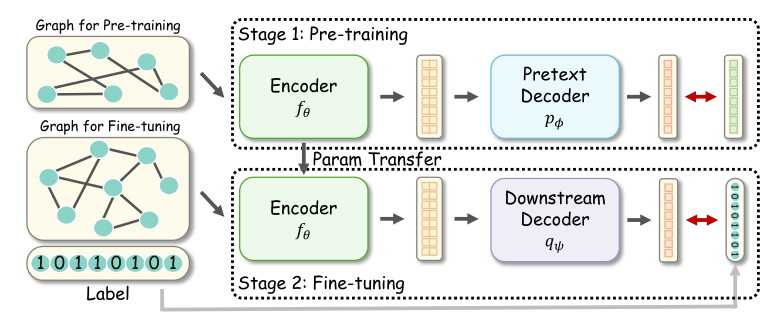 Graph for Pre-training
Stage 1: Pre-training
Encoder
fθ
Pretext
Decoder
pϕ
Graph for Fine-tuning
Param Transfer
Encoder
fθ
Downstream
Decoder
qψ
1 0 1 1 0 1 0 1
Label
Stage 2: Fine-tuning